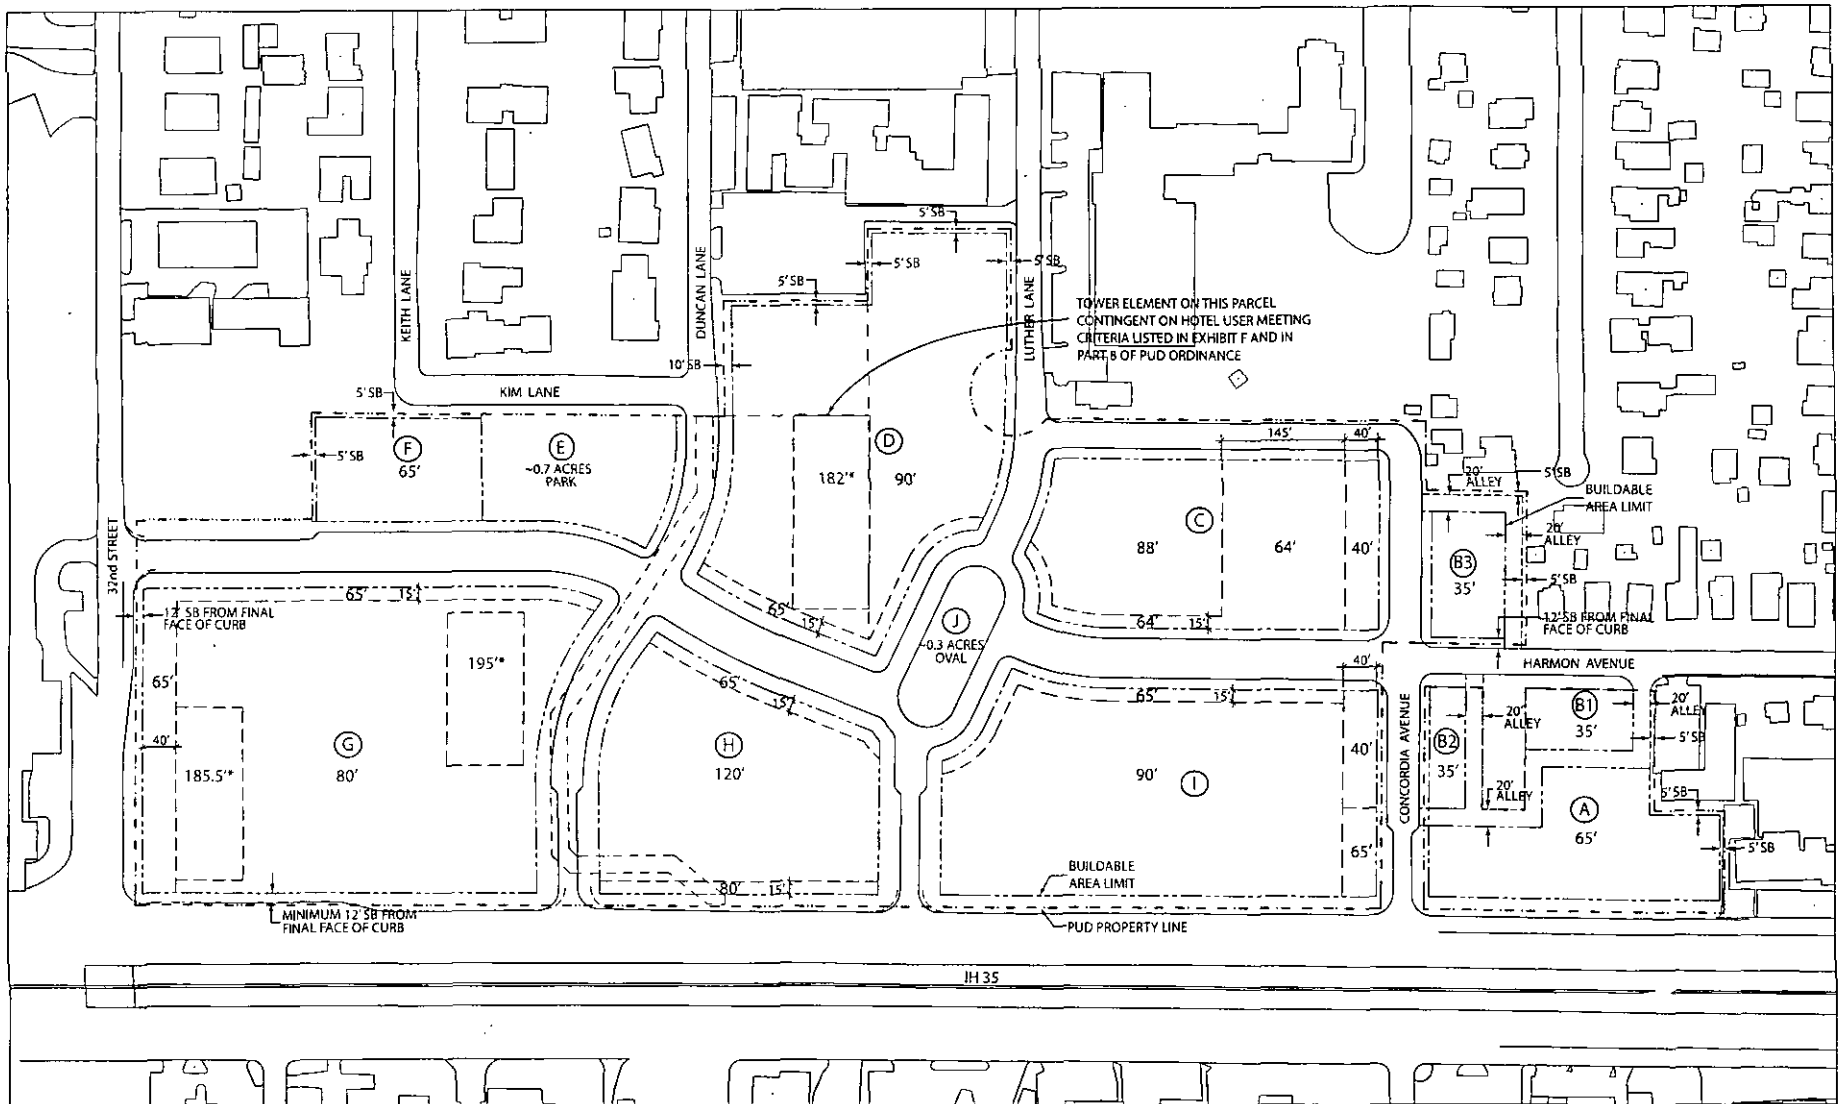 5' SB
5' SB
5' SB
5' SB
KEITH LANE
DUNCAN LANE
LUTHER LANE
TOWER ELEMENT ON THIS PARCEL
CONTINGENT ON HOTEL USER MEETING
CRITERIA LISTED IN EXHIBIT F AND IN
PART B OF PUD ORDINANCE
10' SB
5' SB
KIM LANE
F
65'
5' SB
E
~0.7 ACRES
PARK
D
182'*
90'
145'
40'
C
88'
64'
40'
64'
15'
20'
ALLEY
5' SB
BUILDABLE
AREA LIMIT
20'
ALLEY
B3
35'
5' SB
12' SB FROM FINAL
FACE OF CURB
32nd STREET
12' SB FROM FINAL
FACE OF CURB
65'
15'
65'
15'
J
~0.3 ACRES
OVAL
HARMON AVENUE
65'
195'*
40'
G
80'
185.5'*
65'
15'
H
120'
80'
15'
65'
15'
40'
40'
90'
I
65'
CONCORDIA AVENUE
B2
35'
20'
ALLEY
B1
35'
20'
ALLEY
5' SB
20'
ALLEY
A
65'
5' SB
5' SB
BUILDABLE
AREA LIMIT
PUD PROPERTY LINE
MINIMUM 12' SB FROM
FINAL FACE OF CURB
IH 35